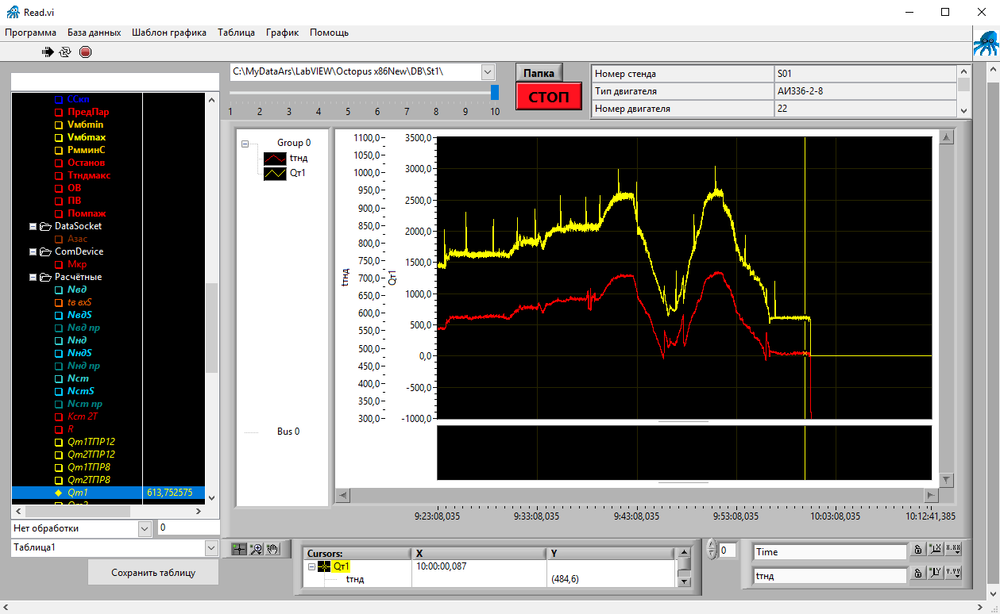 Read.vi
Программа База данных Шаблон графика Таблица График Помощь
C:\MyDataArs\LabVIEW\Octopus x86New\DB\St1\
Папка
СТОП
1 2 3 4 5 6 7 8 9 10
Номер стенда S01
Тип двигателя АИ336-2-8
Номер двигателя 22
ССкл
ПредПар
Vмбmin
Vмбmax
РмминС
Останов
Ттндмакс
ОВ
ПВ
Помпаж
DataSocket
Азас
ComDevice
Мкр
Расчётные
Nвд
tв вхS
NвдS
Nвд пр
Nнд
NндS
Nнд пр
Nст
NстS
Nст пр
Kст 2Т
R
Qт1ТПР12
Qт2ТПР12
Qт1ТПР8
Qт2ТПР8
Qт1 613,752575
Нет обработки 0
Таблица1
Сохранить таблицу
Group 0
tтнд
Qт1
Bus 0
tтнд
1100,0
1050,0
1000,0
950,0
900,0
850,0
800,0
750,0
700,0
650,0
600,0
550,0
500,0
450,0
400,0
350,0
300,0
Qт1
3500,0
3000,0
2500,0
2000,0
1500,0
1000,0
500,0
0,0
-500,0
-1000,0
9:23:08,035 9:33:08,035 9:43:08,035 9:53:08,035 10:03:08,035 10:12:41,385
Cursors: X Y
Qт1 10:00:00,087
tтнд (484,6)
0
Time
X X.XX
tтнд
Y Y.YY